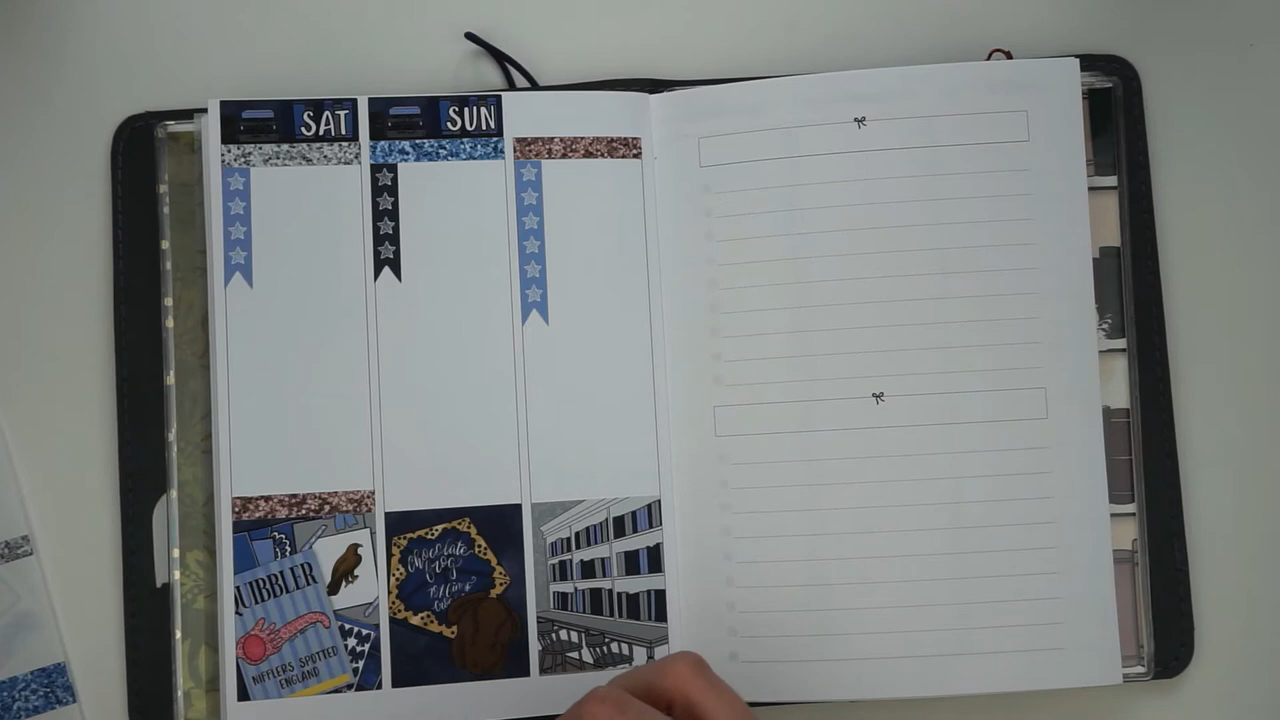 SAT
SUN
QUIBBLER
NIFFLERS SPOTTED
ENGLAND
chocolate
frog